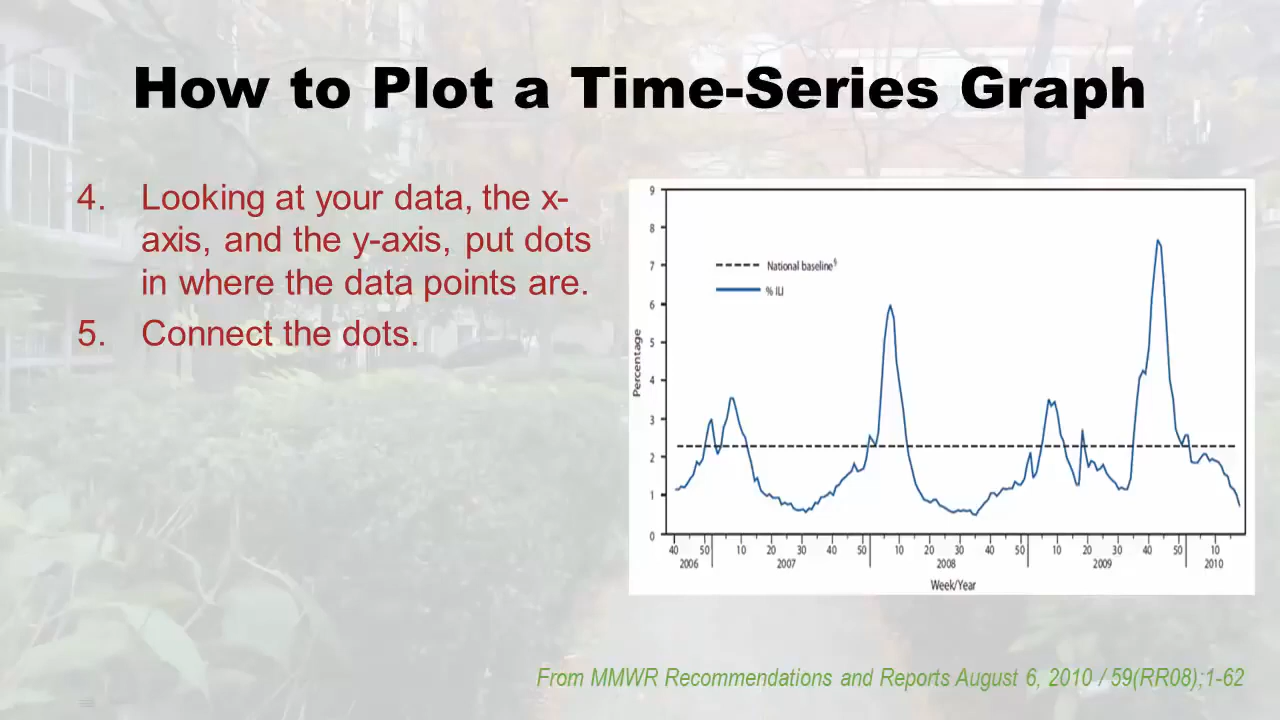 How to Plot a Time-Series Graph
4. Looking at your data, the x-
axis, and the y-axis, put dots
in where the data points are.
5. Connect the dots.
9
8
7
6
5
4
3
2
1
0
Percentage
National baseline§
% ILI
40 50 10 20 30 40 50 10 20 30 40 50 10 20 30 40 50 10
2006 2007 2008 2009 2010
Week/Year
From MMWR Recommendations and Reports August 6, 2010 / 59(RR08);1-62